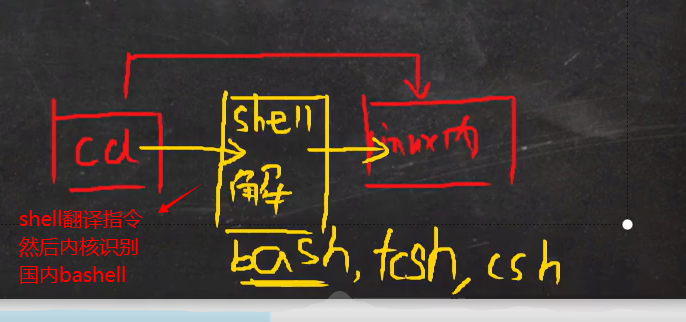 cd
shell
解
linux内
bash, tcsh, csh
shell翻译指令
然后内核识别
国内bashell